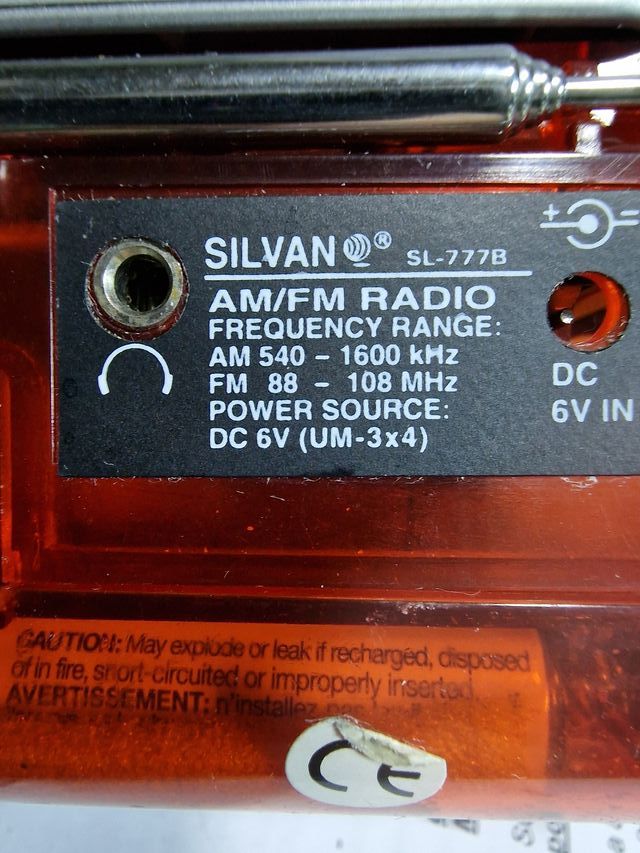 SILVAN ® SL-777B
AM/FM RADIO
FREQUENCY RANGE:
AM 540 - 1600 kHz
FM 88 - 108 MHz
POWER SOURCE:
DC 6V (UM-3x4)
+ =
DC
6V IN
CAUTION: May explode or leak if recharged, disposed
of in fire, short-circuited or improperly inserted.
AVERTISSEMENT: n'installez pas
CE